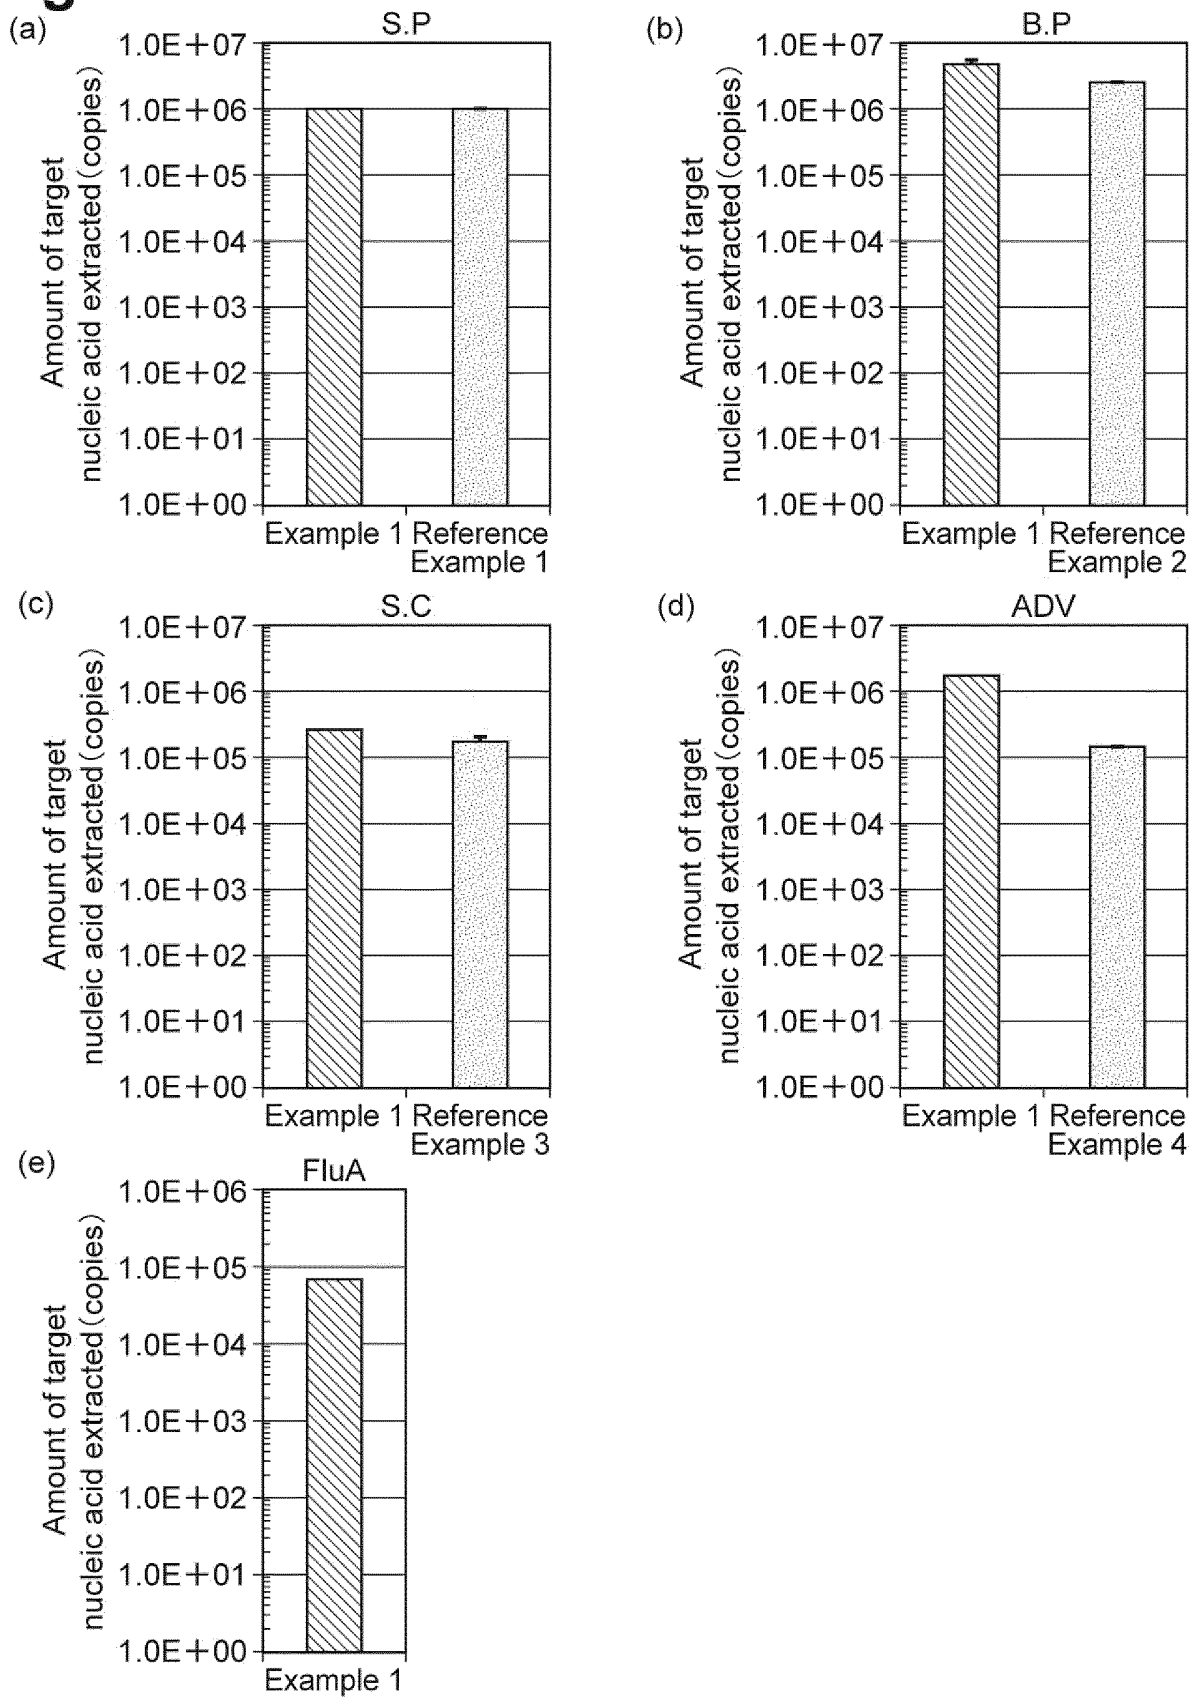 g
(a)
S.P
Amount of target
nucleic acid extracted(copies)
1.0E+07
1.0E+06
1.0E+05
1.0E+04
1.0E+03
1.0E+02
1.0E+01
1.0E+00
Example 1 Reference
Example 1
(b)
B.P
Amount of target
nucleic acid extracted(copies)
1.0E+07
1.0E+06
1.0E+05
1.0E+04
1.0E+03
1.0E+02
1.0E+01
1.0E+00
Example 1 Reference
Example 2
(c)
S.C
Amount of target
nucleic acid extracted(copies)
1.0E+07
1.0E+06
1.0E+05
1.0E+04
1.0E+03
1.0E+02
1.0E+01
1.0E+00
Example 1 Reference
Example 3
(d)
ADV
Amount of target
nucleic acid extracted(copies)
1.0E+07
1.0E+06
1.0E+05
1.0E+04
1.0E+03
1.0E+02
1.0E+01
1.0E+00
Example 1 Reference
Example 4
(e)
FluA
Amount of target
nucleic acid extracted(copies)
1.0E+06
1.0E+05
1.0E+04
1.0E+03
1.0E+02
1.0E+01
1.0E+00
Example 1